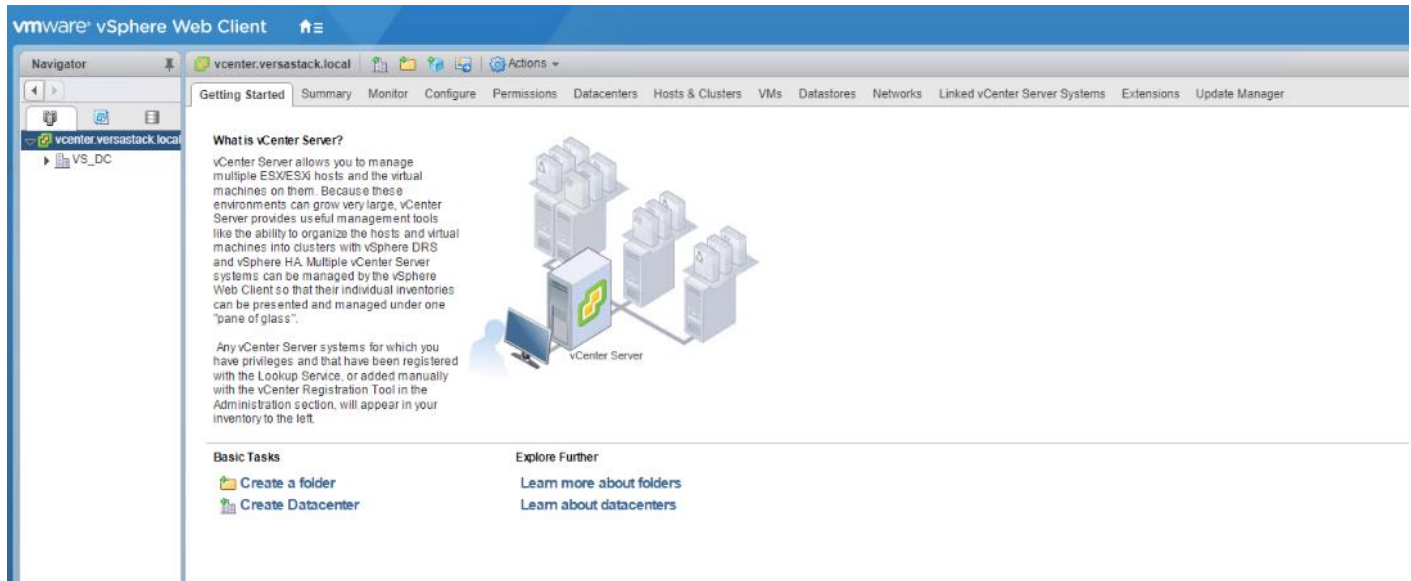 vmware® vSphere Web Client
Navigator
vcenter.versastack.local
Actions
Getting Started Summary Monitor Configure Permissions Datacenters Hosts & Clusters VMs Datastores Networks Linked vCenter Server Systems Extensions Update Manager
vcenter.versastack.local
VS_DC
What is vCenter Server?
vCenter Server allows you to manage
multiple ESX/ESXi hosts and the virtual
machines on them. Because these
environments can grow very large, vCenter
Server provides useful management tools
like the ability to organize the hosts and virtual
machines into clusters with vSphere DRS
and vSphere HA. Multiple vCenter Server
systems can be managed by the vSphere
Web Client so that their individual inventories
can be presented and managed under one
"pane of glass".
Any vCenter Server systems for which you
have privileges and that have been registered
with the Lookup Service, or added manually
with the vCenter Registration Tool in the
Administration section, will appear in your
inventory to the left.
vCenter Server
Basic Tasks
Create a folder
Create Datacenter
Explore Further
Learn more about folders
Learn about datacenters